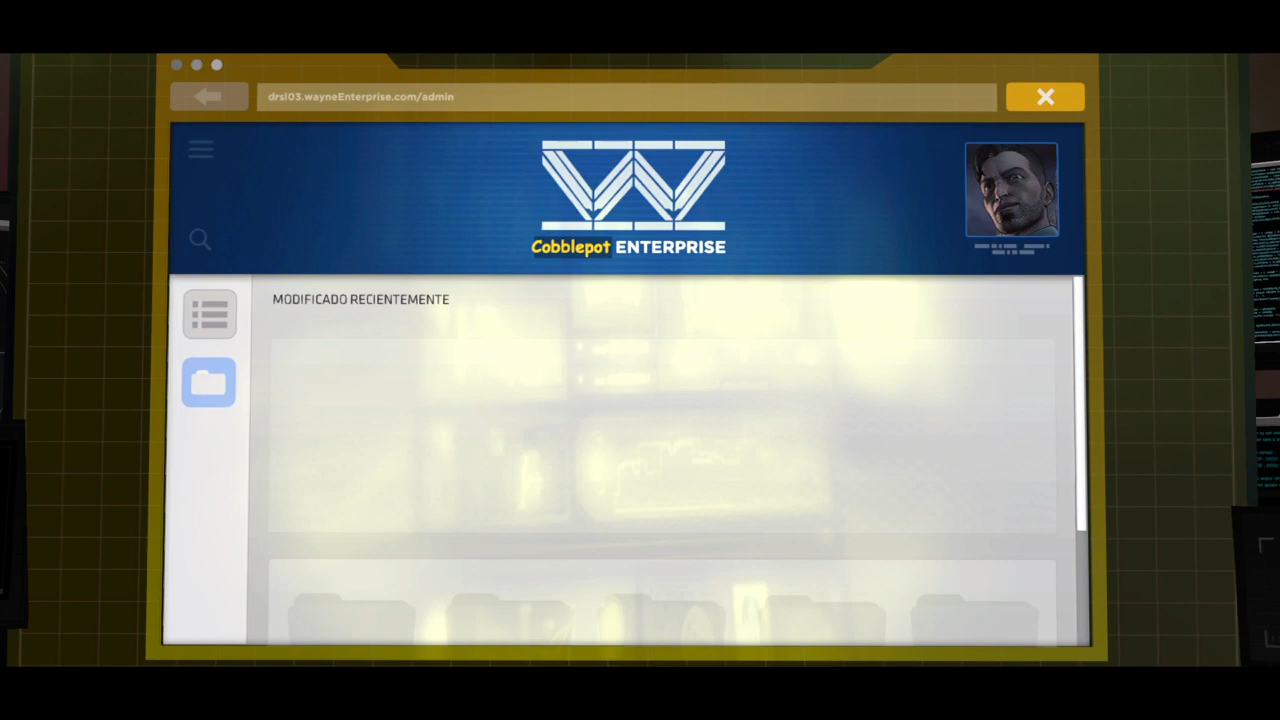 drsl03.wayneEnterprise.com/admin
Cobblepot ENTERPRISE
MODIFICADO RECIENTEMENTE